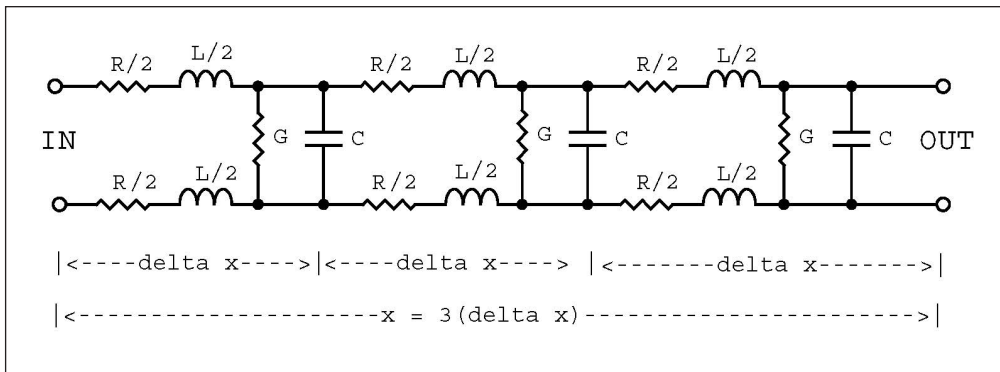 R/2 L/2 R/2 L/2 R/2 L/2
IN G C G C G C OUT
R/2 L/2 R/2 L/2 R/2 L/2
|<----delta x---->|<----delta x----> |<-------delta x------->|
|<--------------------x = 3(delta x)------------------------>|